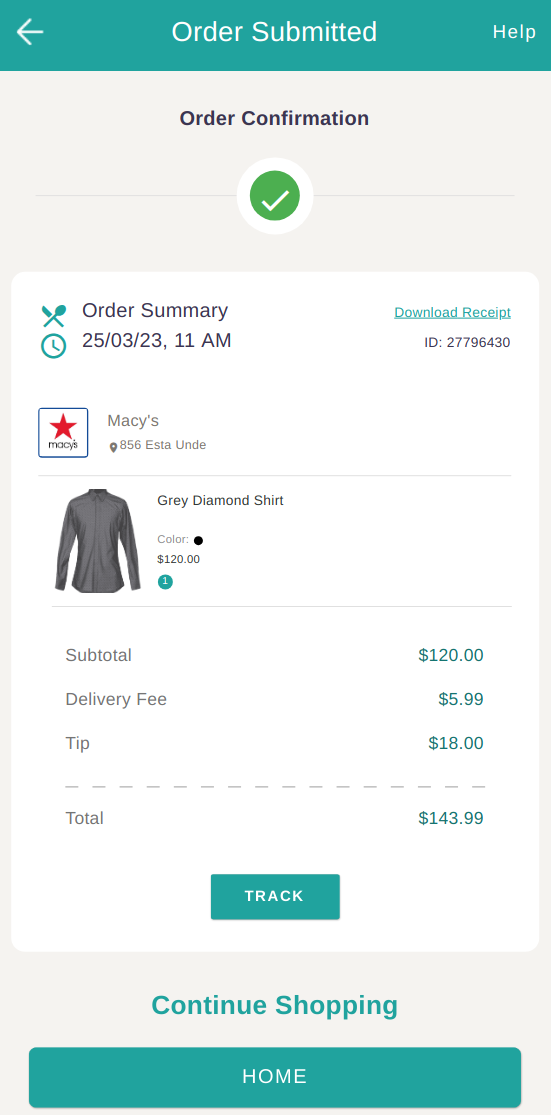 Order Submitted
Help
Order Confirmation
Order Summary
Download Receipt
25/03/23, 11 AM
ID: 27796430
macy's
Macy's
856 Esta Unde
Grey Diamond Shirt
Color:
$120.00
1
Subtotal $120.00
Delivery Fee $5.99
Tip $18.00
Total $143.99
TRACK
Continue Shopping
HOME